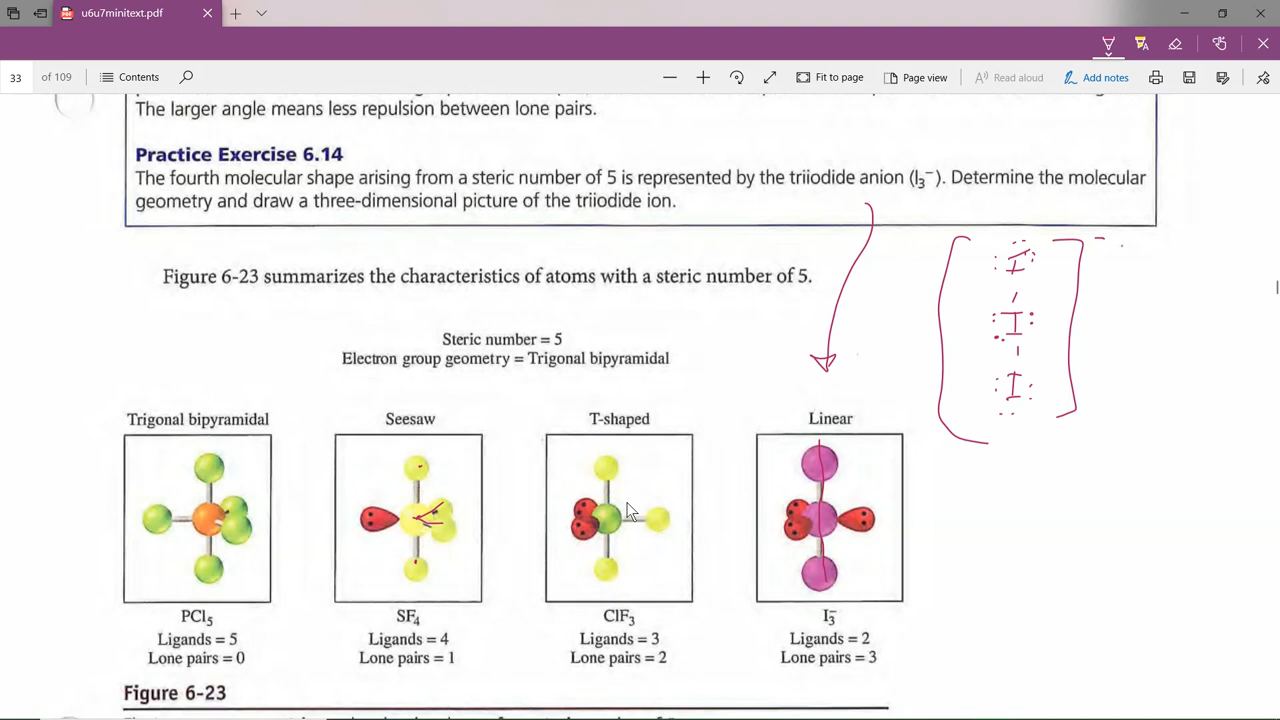 u6u7minitext.pdf
33 of 109 Contents Fit to page Page view Read aloud Add notes
The larger angle means less repulsion between lone pairs.
Practice Exercise 6.14
The fourth molecular shape arising from a steric number of 5 is represented by the triiodide anion (I₃⁻). Determine the molecular
geometry and draw a three-dimensional picture of the triiodide ion.
Figure 6-23 summarizes the characteristics of atoms with a steric number of 5.
I
I
I
Steric number = 5
Electron group geometry = Trigonal bipyramidal
Trigonal bipyramidal Seesaw T-shaped Linear
PCl₅ SF₄ ClF₃ I₃⁻
Ligands = 5 Ligands = 4 Ligands = 3 Ligands = 2
Lone pairs = 0 Lone pairs = 1 Lone pairs = 2 Lone pairs = 3
Figure 6-23